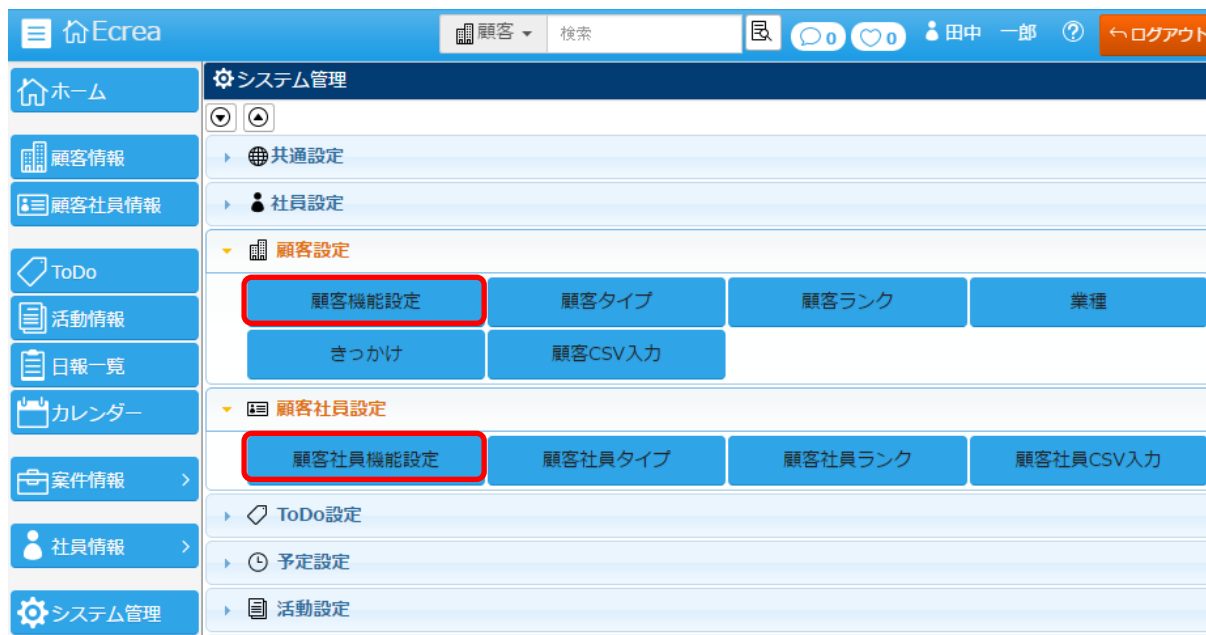 Ecrea
顧客
検索
0
0
田中 一郎
ログアウト
ホーム
顧客情報
顧客社員情報
ToDo
活動情報
日報一覧
カレンダー
案件情報
社員情報
システム管理
システム管理
共通設定
社員設定
顧客設定
顧客機能設定 顧客タイプ 顧客ランク 業種
きっかけ 顧客CSV入力
顧客社員設定
顧客社員機能設定 顧客社員タイプ 顧客社員ランク 顧客社員CSV入力
ToDo設定
予定設定
活動設定